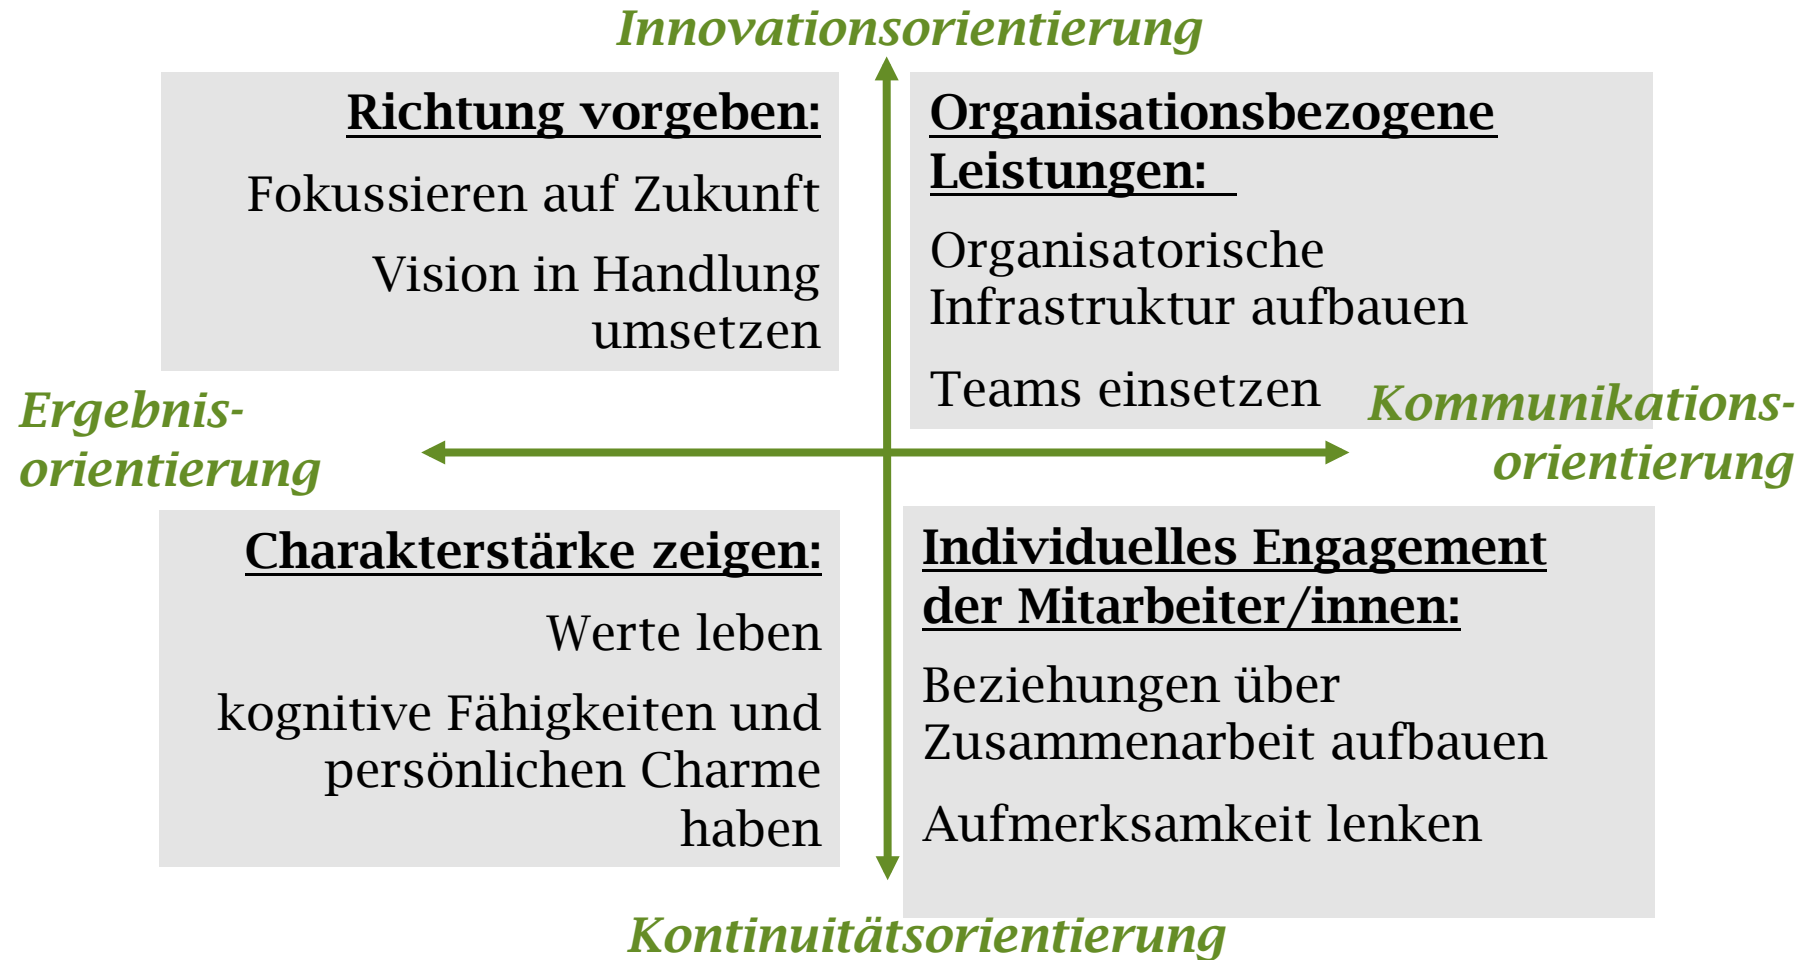 Innovationsorientierung
Richtung vorgeben:
Fokussieren auf Zukunft
Vision in Handlung
umsetzen
Organisationsbezogene
Leistungen:
Organisatorische
Infrastruktur aufbauen
Teams einsetzen
Ergebnis-
orientierung
Kommunikations-
orientierung
Charakterstärke zeigen:
Werte leben
kognitive Fähigkeiten und
persönlichen Charme
haben
Individuelles Engagement
der Mitarbeiter/innen:
Beziehungen über
Zusammenarbeit aufbauen
Aufmerksamkeit lenken
Kontinuitätsorientierung